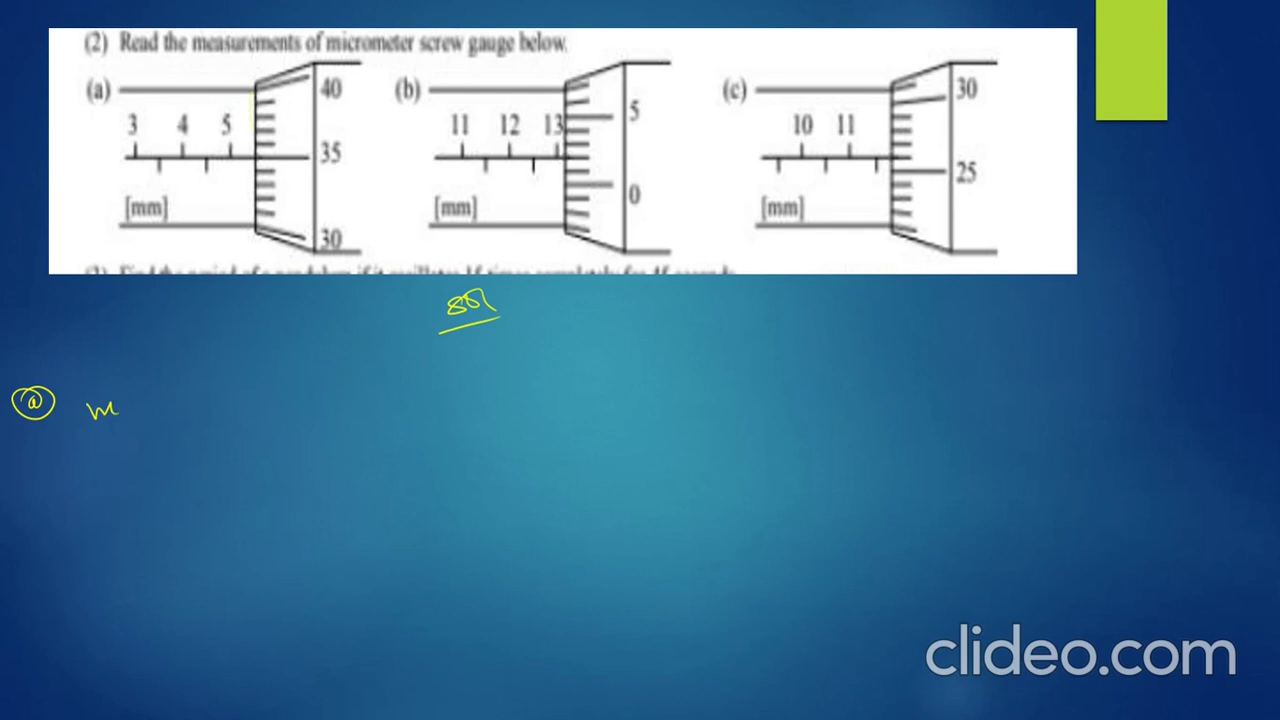 (2) Read the measurements of micrometer screw gauge below.
(a) (b) (c)
40 5 30
3 4 5 11 12 13 10 11
35 25
0
[mm] [mm] [mm]
30
(a) m
clideo.com